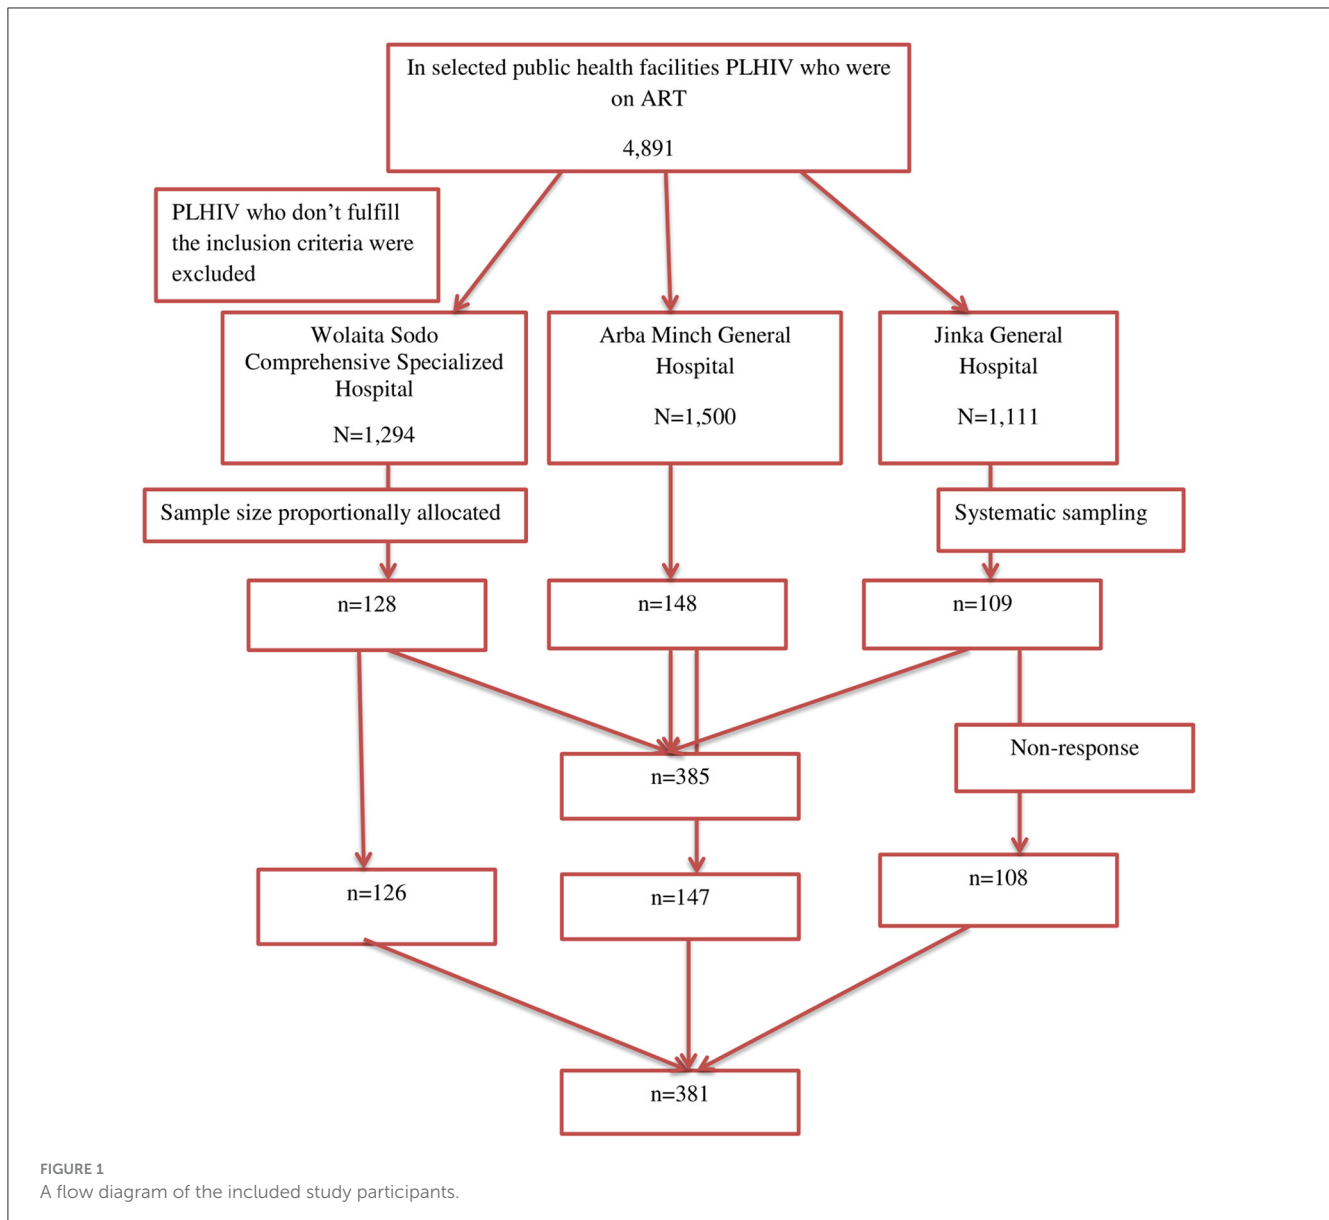 In selected public health facilities PLHIV who were
on ART
4,891
PLHIV who don’t fulfill
the inclusion criteria were
excluded
Wolaita Sodo
Comprehensive Specialized
Hospital
N=1,294
Arba Minch General
Hospital
N=1,500
Jinka General
Hospital
N=1,111
Sample size proportionally allocated
Systematic sampling
n=128
n=148
n=109
n=385
Non-response
n=126
n=147
n=108
n=381
FIGURE 1
A flow diagram of the included study participants.